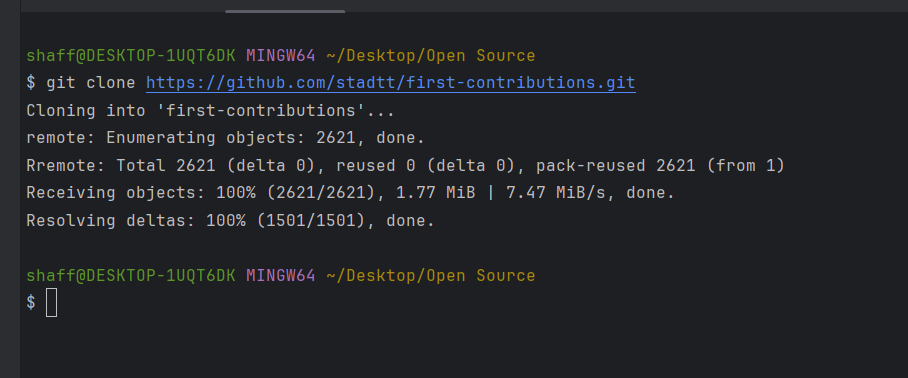 shaff@DESKTOP-1UQT6DK MINGW64 ~/Desktop/Open Source
$ git clone https://github.com/stadtt/first-contributions.git
Cloning into 'first-contributions'...
remote: Enumerating objects: 2621, done.
Rremote: Total 2621 (delta 0), reused 0 (delta 0), pack-reused 2621 (from 1)
Receiving objects: 100% (2621/2621), 1.77 MiB | 7.47 MiB/s, done.
Resolving deltas: 100% (1501/1501), done.
shaff@DESKTOP-1UQT6DK MINGW64 ~/Desktop/Open Source
$